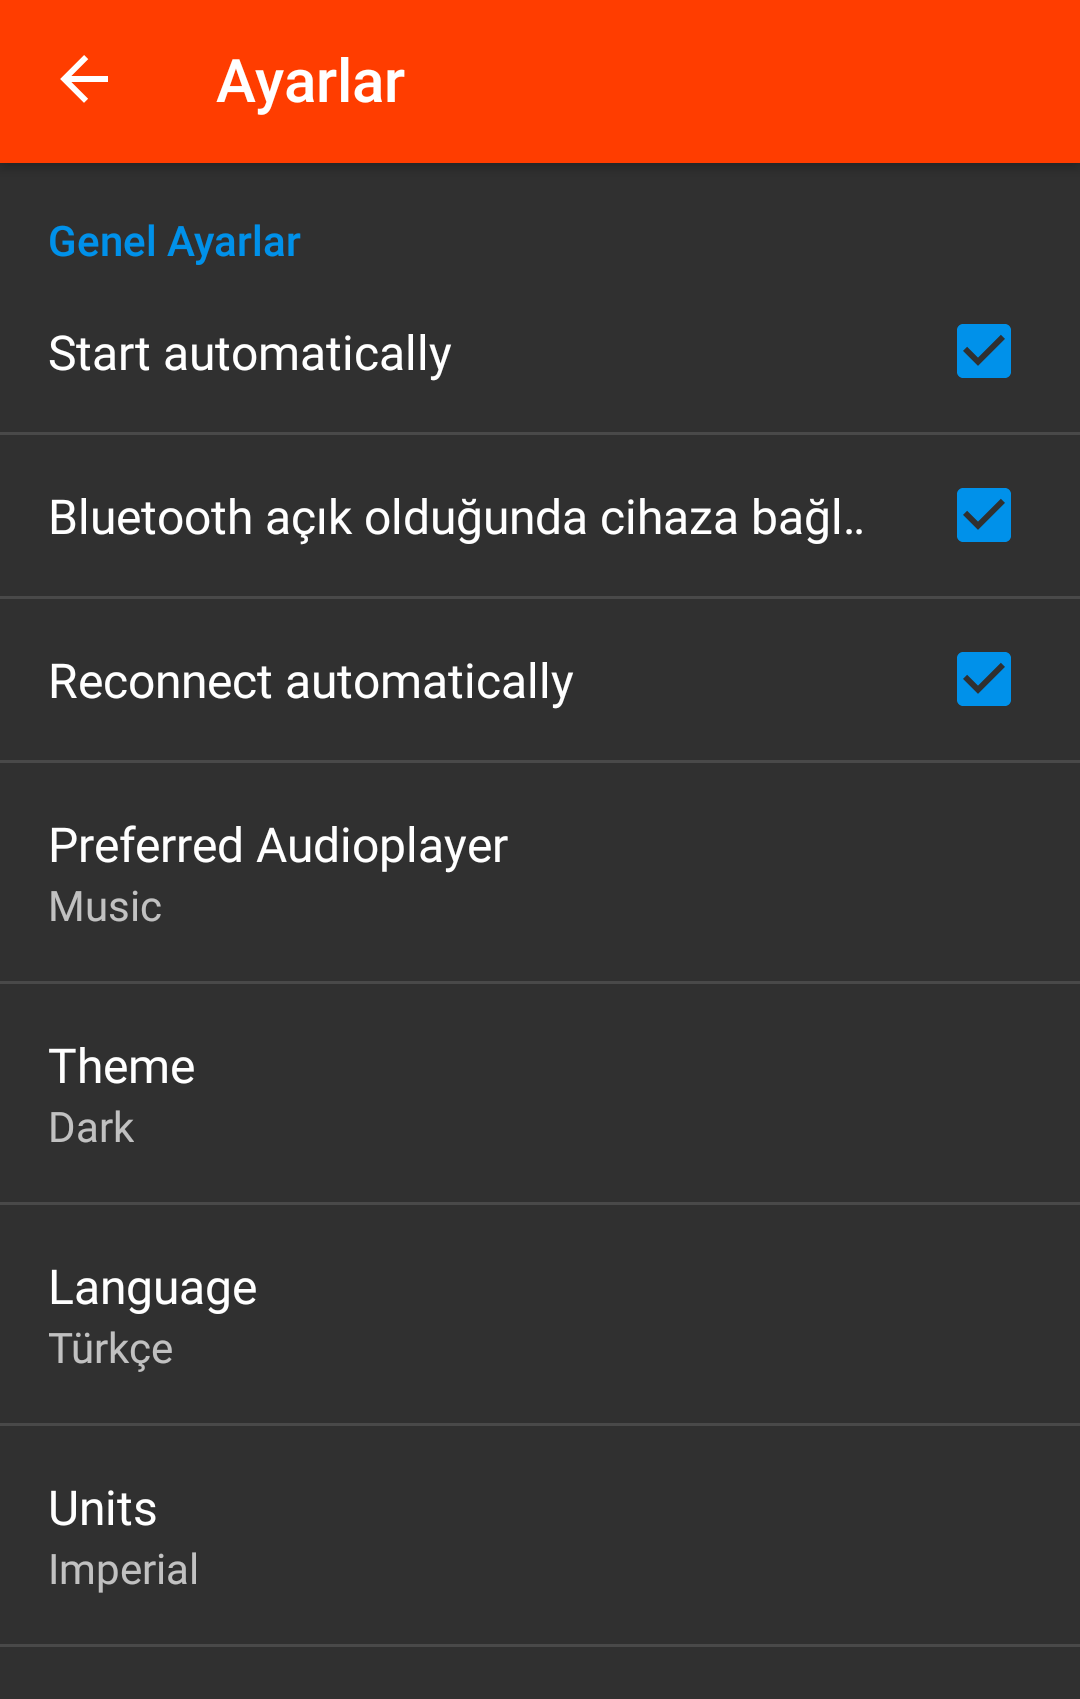 Ayarlar
Genel Ayarlar
Start automatically
Bluetooth açık olduğunda cihaza bağl..
Reconnect automatically
Preferred Audioplayer
Music
Theme
Dark
Language
Türkçe
Units
Imperial